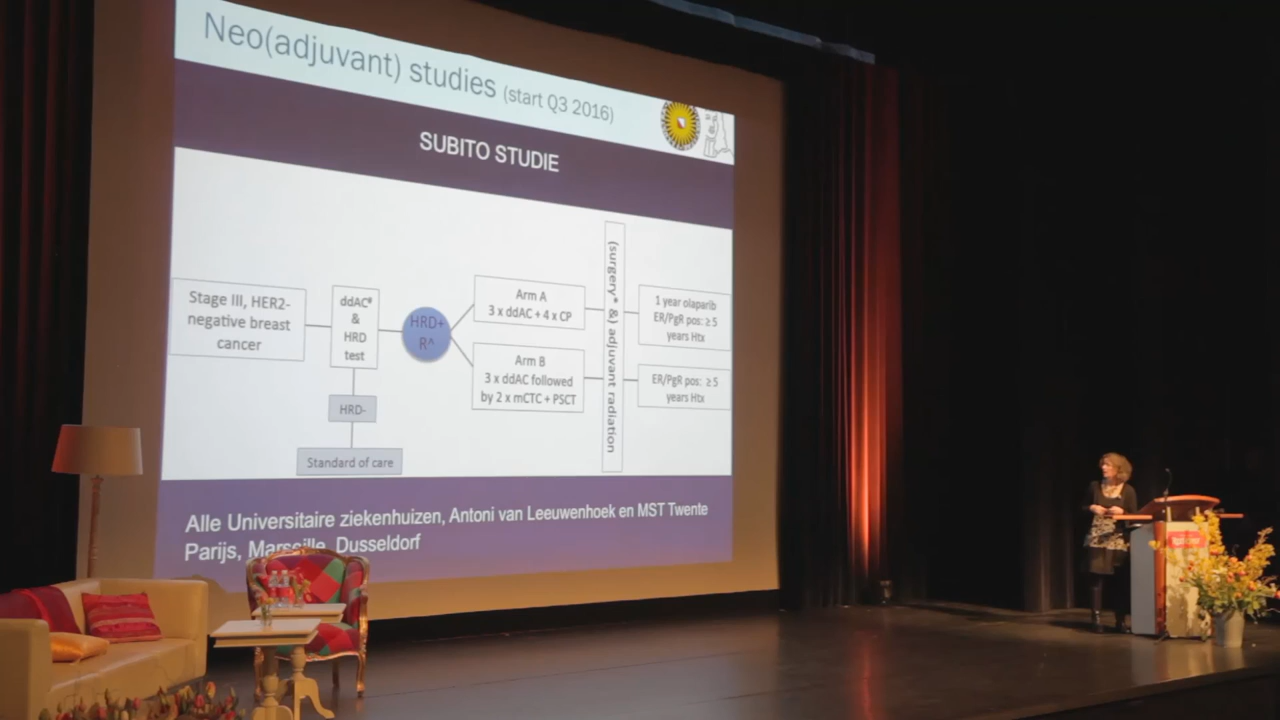 Neo(adjuvant) studies (start Q3 2016)
SUBITO STUDIE
Stage III, HER2-
negative breast
cancer
ddAC#
&
HRD
test
HRD-
Standard of care
HRD+
R^
Arm A
3 x ddAC + 4 x CP
Arm B
3 x ddAC followed
by 2 x mCTC + PSCT
(surgery* &) adjuvant radiation
1 year olaparib
ER/PgR pos: ≥ 5
years Htx
ER/PgR pos: ≥ 5
years Htx
Alle Universitaire ziekenhuizen, Antoni van Leeuwenhoek en MST Twente
Parijs, Marseille, Dusseldorf